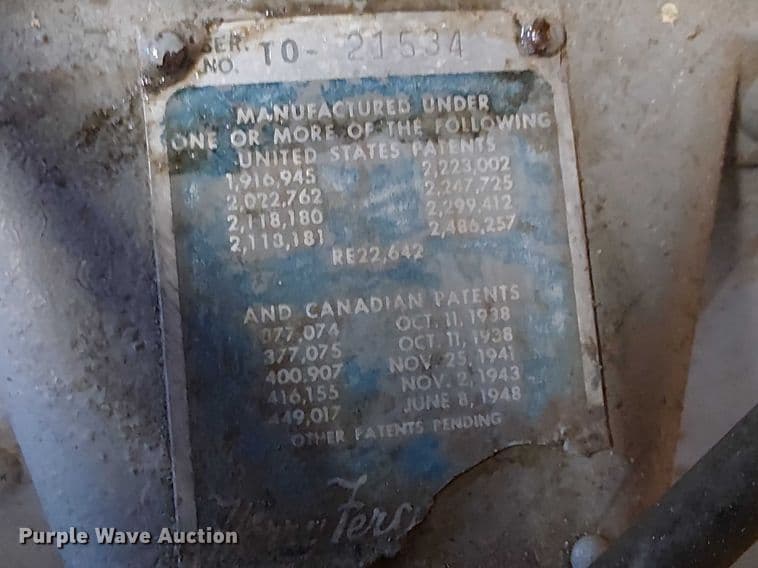 SER. NO. TO- 21534
MANUFACTURED UNDER
ONE OR MORE OF THE FOLLOWING
UNITED STATES PATENTS
1,916,945 2,223,002
2,022,762 2,247,725
2,118,180 2,299,412
2,118,181 2,486,257
RE22,642
AND CANADIAN PATENTS
377,074 OCT. 11, 1938
377,075 OCT. 11, 1938
400.907 NOV. 25, 1941
416,155 NOV. 2, 1943
449,017 JUNE 8, 1948
OTHER PATENTS PENDING
Harry Ferg
Purple Wave Auction